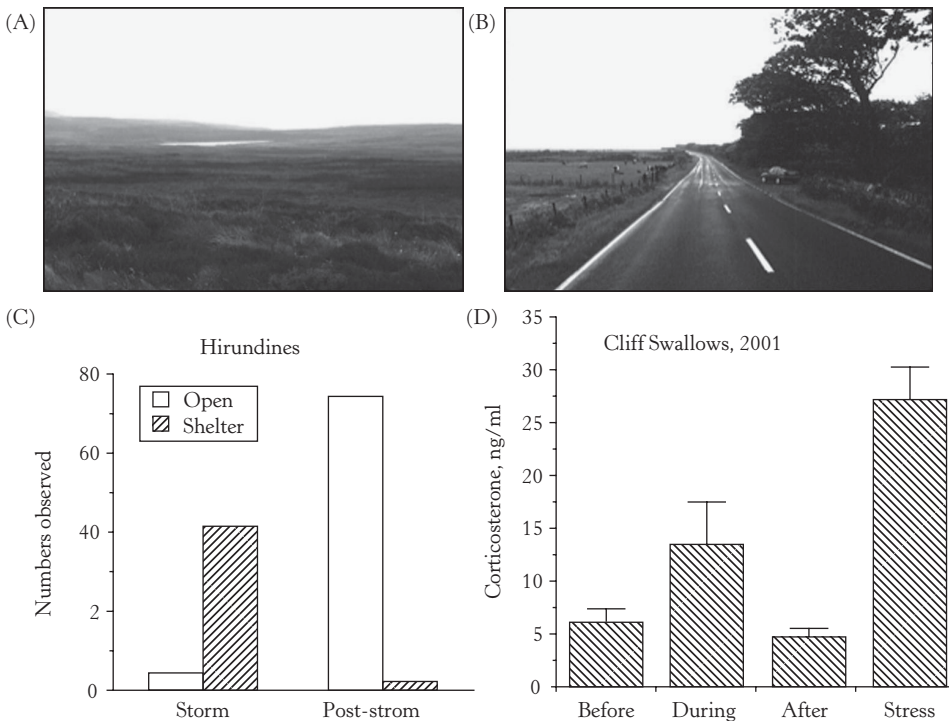 (A)
(B)
(C)
Hirundines
Open
Shelter
Numbers observed
80
60
40
2
0
Storm
Post-strom
(D)
Cliff Swallows, 2001
Corticosterone, ng/ml
35
30
25
20
15
10
5
0
Before
During
After
Stress